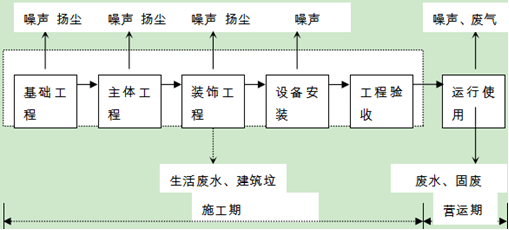 噪声 扬尘
噪声 扬尘
噪声 扬尘
噪声
噪声、废气
基础工
程
主体工
程
装饰工
程
设备安
装
工程验
收
运行使
用
生活废水、建筑垃
废水、固废
施工期
营运期